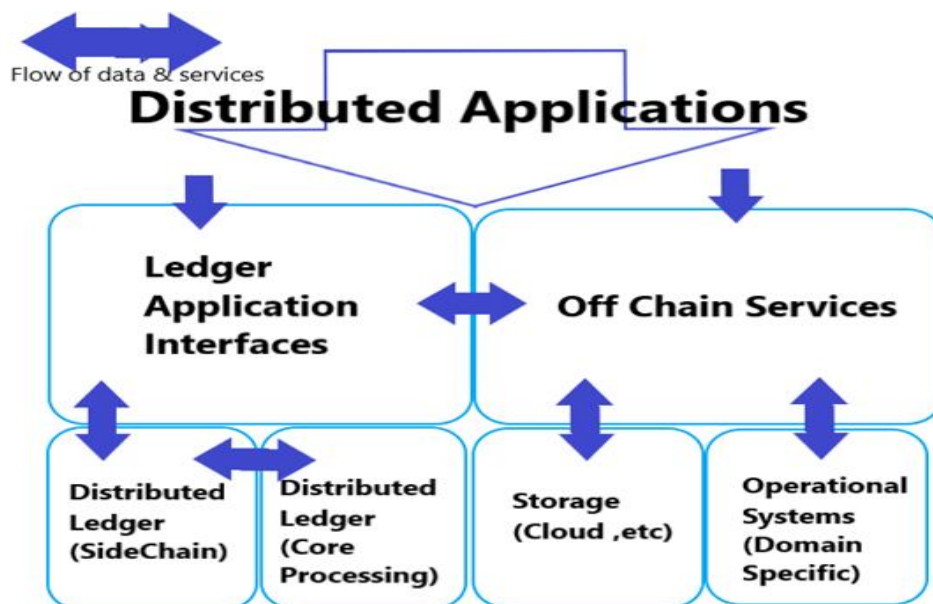 Flow of data & services
Distributed Applications
Ledger
Application
Interfaces
Off Chain Services
Distributed
Ledger
(SideChain)
Distributed
Ledger
(Core
Processing)
Storage
(Cloud ,etc)
Operational
Systems
(Domain
Specific)